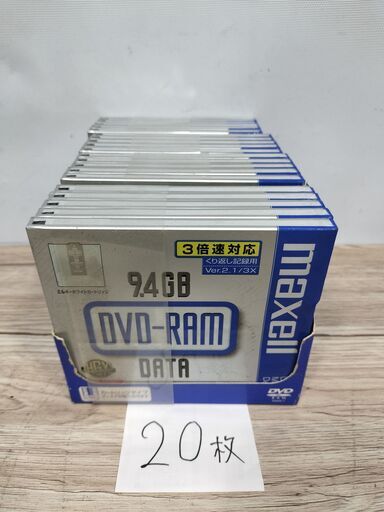 3倍速対応
くり返し記録用
Ver.2.1/3X
9.4GB
DVD-RAM
DATA
maxell
DVD
20枚